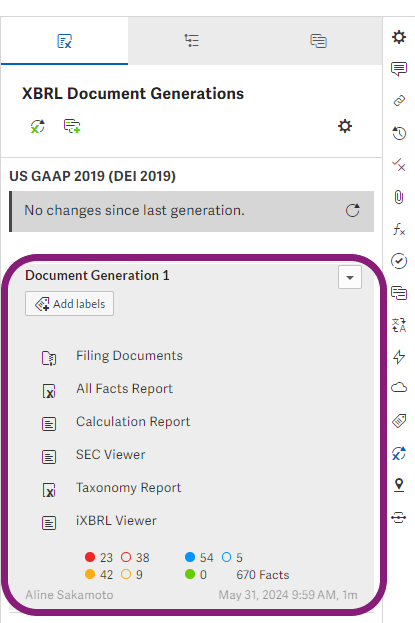 XBRL Document Generations
US GAAP 2019 (DEI 2019)
No changes since last generation.
Document Generation 1
Add labels
Filing Documents
All Facts Report
Calculation Report
SEC Viewer
Taxonomy Report
iXBRL Viewer
23 38 54 5
42 9 0 670 Facts
Aline Sakamoto May 31, 2024 9:59 AM, 1m